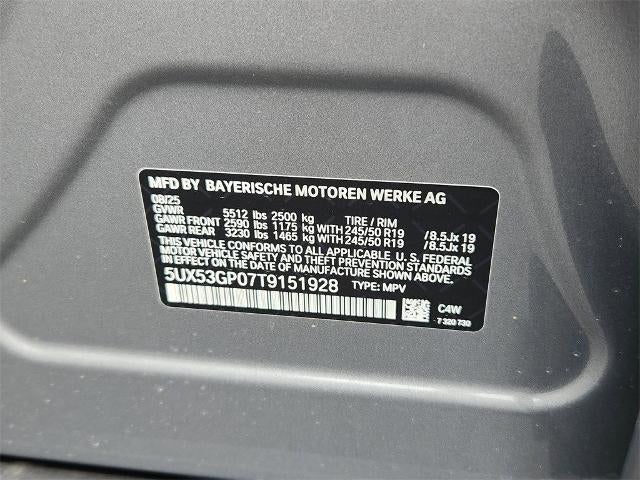 MFD BY BAYERISCHE MOTOREN WERKE AG
08/25
GVWR 5512 lbs 2500 kg TIRE / RIM
GAWR FRONT 2590 lbs 1175 kg WITH 245/50 R19 / 8.5Jx 19
GAWR REAR 3230 lbs 1465 kg WITH 245/50 R19 / 8.5Jx 19
THIS VEHICLE CONFORMS TO ALL APPLICABLE U. S. FEDERAL
MOTOR VEHICLE SAFETY AND THEFT PREVENTION STANDARDS
IN EFFECT ON THE DATE OF MANUFACTURE SHOWN ABOVE.
5UX53GP07T9151928 TYPE: MPV
C4W
7 320 730